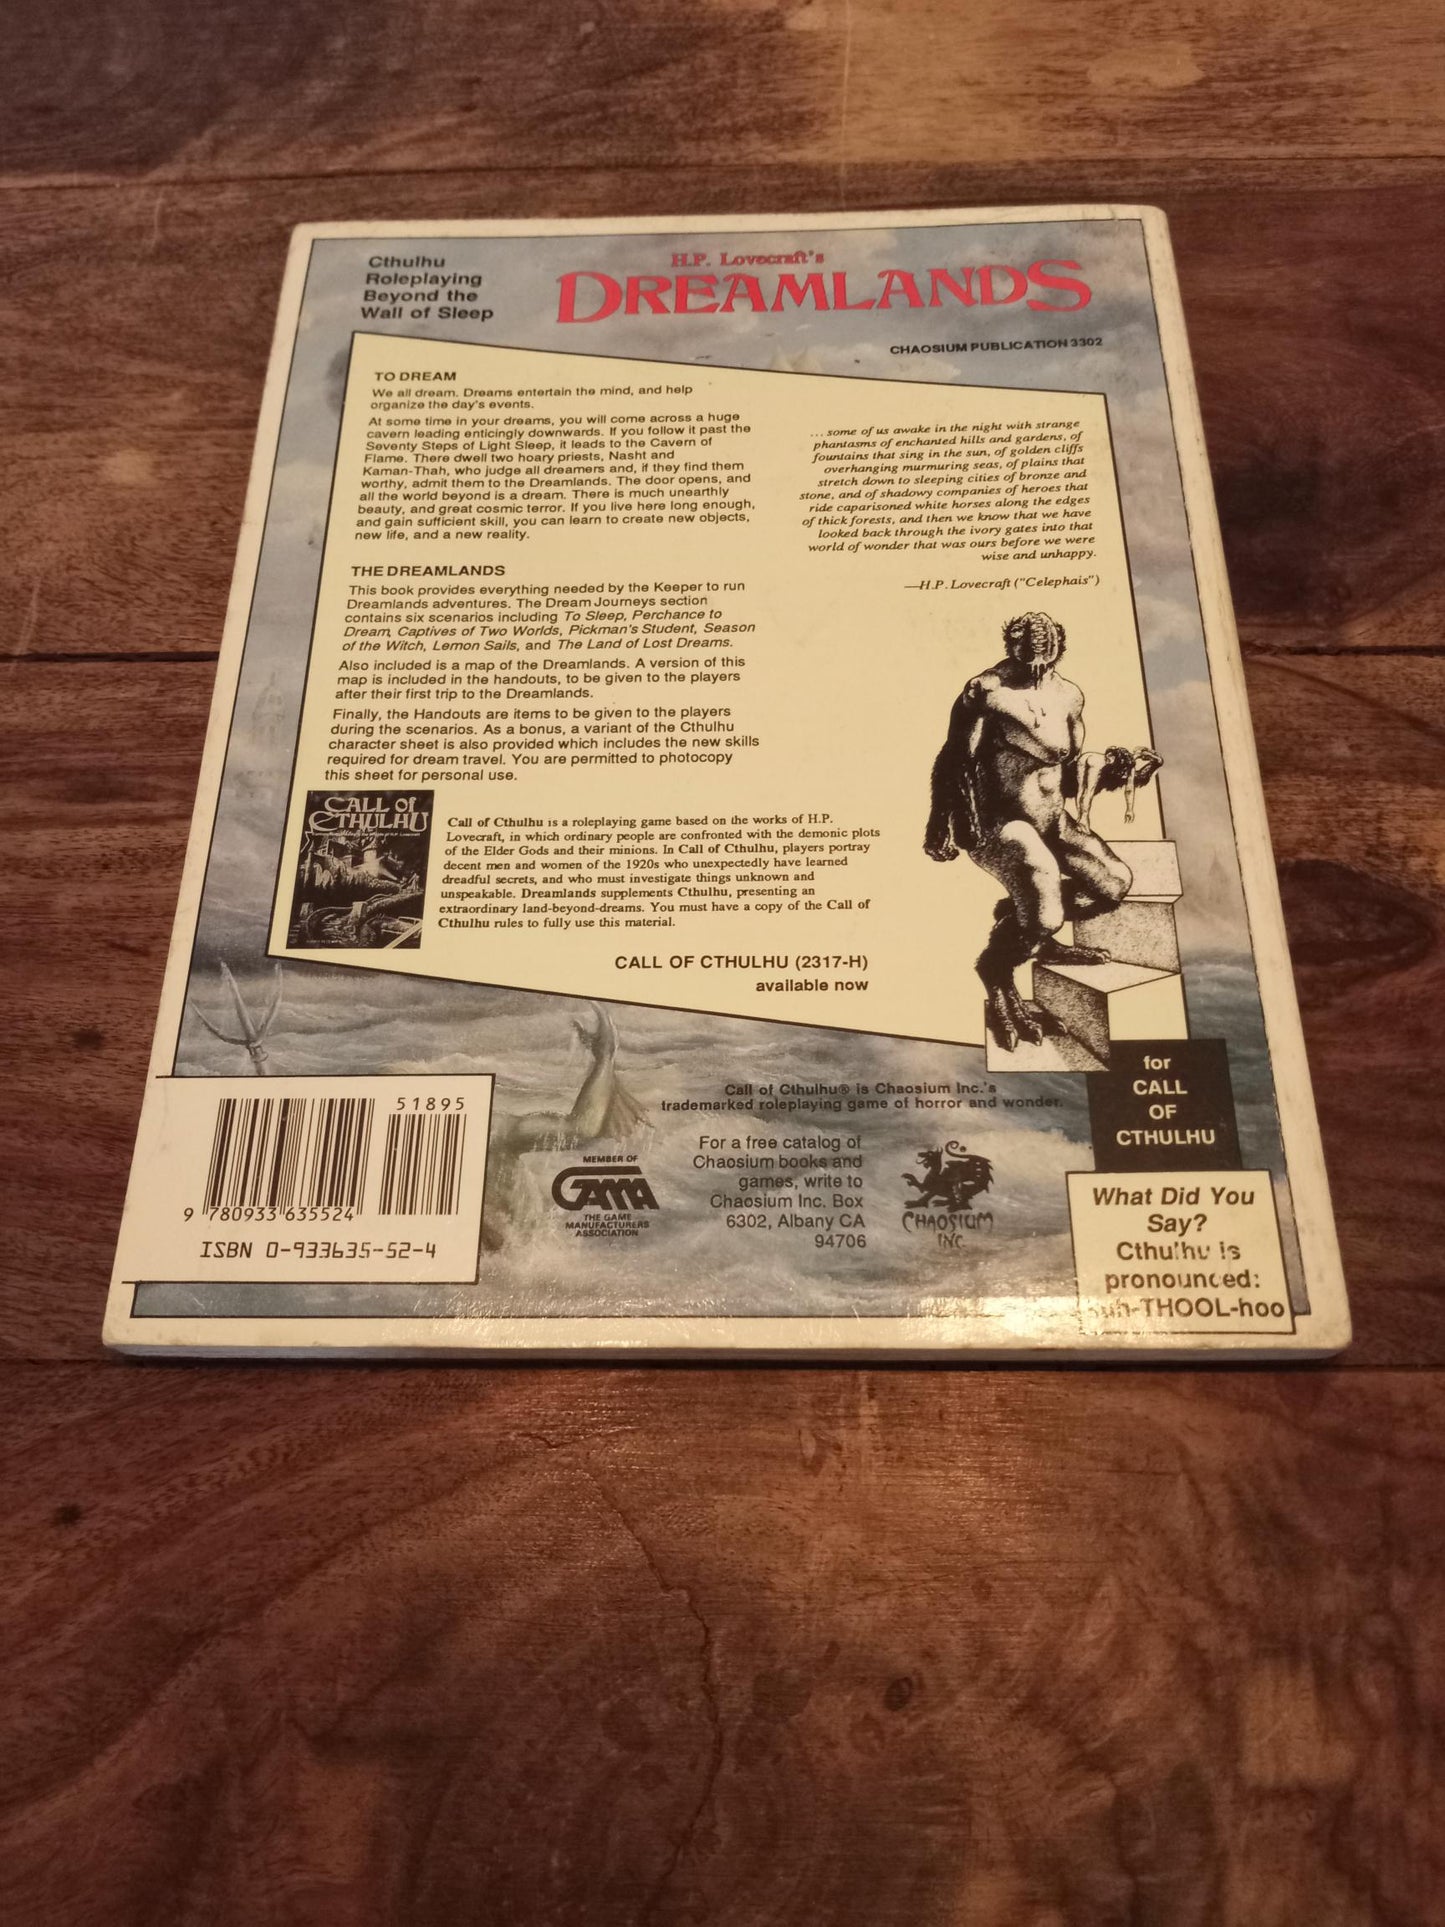 Cthulhu
Roleplaying
Beyond the
Wall of Sleep
H.P. Lovecraft's
DREAMLANDS
CHAOSIUM PUBLICATION 3302
TO DREAM
We all dream. Dreams entertain the mind, and help
organize the day's events.
At some time in your dreams, you will come across a huge
cavern leading enticingly downwards. If you follow it past the
Seventy Steps of Light Sleep, it leads to the Cavern of
Flame. There dwell two hoary priests, Nasht and
Kaman-Thah, who judge all dreamers and, if they find them
worthy, admit them to the Dreamlands. The door opens, and
all the world beyond is a dream. There is much unearthly
beauty, and great cosmic terror. If you live here long enough,
and gain sufficient skill, you can learn to create new objects,
new life, and a new reality.
THE DREAMLANDS
This book provides everything needed by the Keeper to run
Dreamlands adventures. The Dream Journeys section
contains six scenarios including To Sleep, Perchance to
Dream, Captives of Two Worlds, Pickman's Student, Season
of the Witch, Lemon Sails, and The Land of Lost Dreams.
Also included is a map of the Dreamlands. A version of this
map is included in the handouts, to be given to the players
after their first trip to the Dreamlands.
Finally, the Handouts are items to be given to the players
during the scenarios. As a bonus, a variant of the Cthulhu
character sheet is also provided which includes the new skills
required for dream travel. You are permitted to photocopy
this sheet for personal use.
... some of us awake in the night with strange
phantasms of enchanted hills and gardens, of
fountains that sing in the sun, of golden cliffs
overhanging murmuring seas, of plains that
stretch down to sleeping cities of bronze and
stone, and of shadowy companies of heroes that
ride caparisoned white horses along the edges
of thick forests, and then we know that we have
looked back through the ivory gates into that
world of wonder that was ours before we were
wise and unhappy.
—H.P. Lovecraft ("Celephais")
CALL of
CTHULHU
Call of Cthulhu is a roleplaying game based on the works of H.P.
Lovecraft, in which ordinary people are confronted with the demonic plots
of the Elder Gods and their minions. In Call of Cthulhu, players portray
decent men and women of the 1920s who unexpectedly have learned
dreadful secrets, and who must investigate things unknown and
unspeakable. Dreamlands supplements Cthulhu, presenting an
extraordinary land-beyond-dreams. You must have a copy of the Call of
Cthulhu rules to fully use this material.
CALL OF CTHULHU (2317-H)
available now
for
CALL
OF
CTHULHU
Call of Cthulhu® is Chaosium Inc.'s
trademarked roleplaying game of horror and wonder.
51895
9 780933 635524
ISBN 0-933635-52-4
MEMBER OF
GAMA
THE GAME
MANUFACTURERS
ASSOCIATION
For a free catalog of
Chaosium books and
games, write to
Chaosium Inc. Box
6302, Albany CA
94706
CHAOSIUM
INC.
What Did You
Say?
Cthulhu is
pronounced:
uh-THOOL-hoo